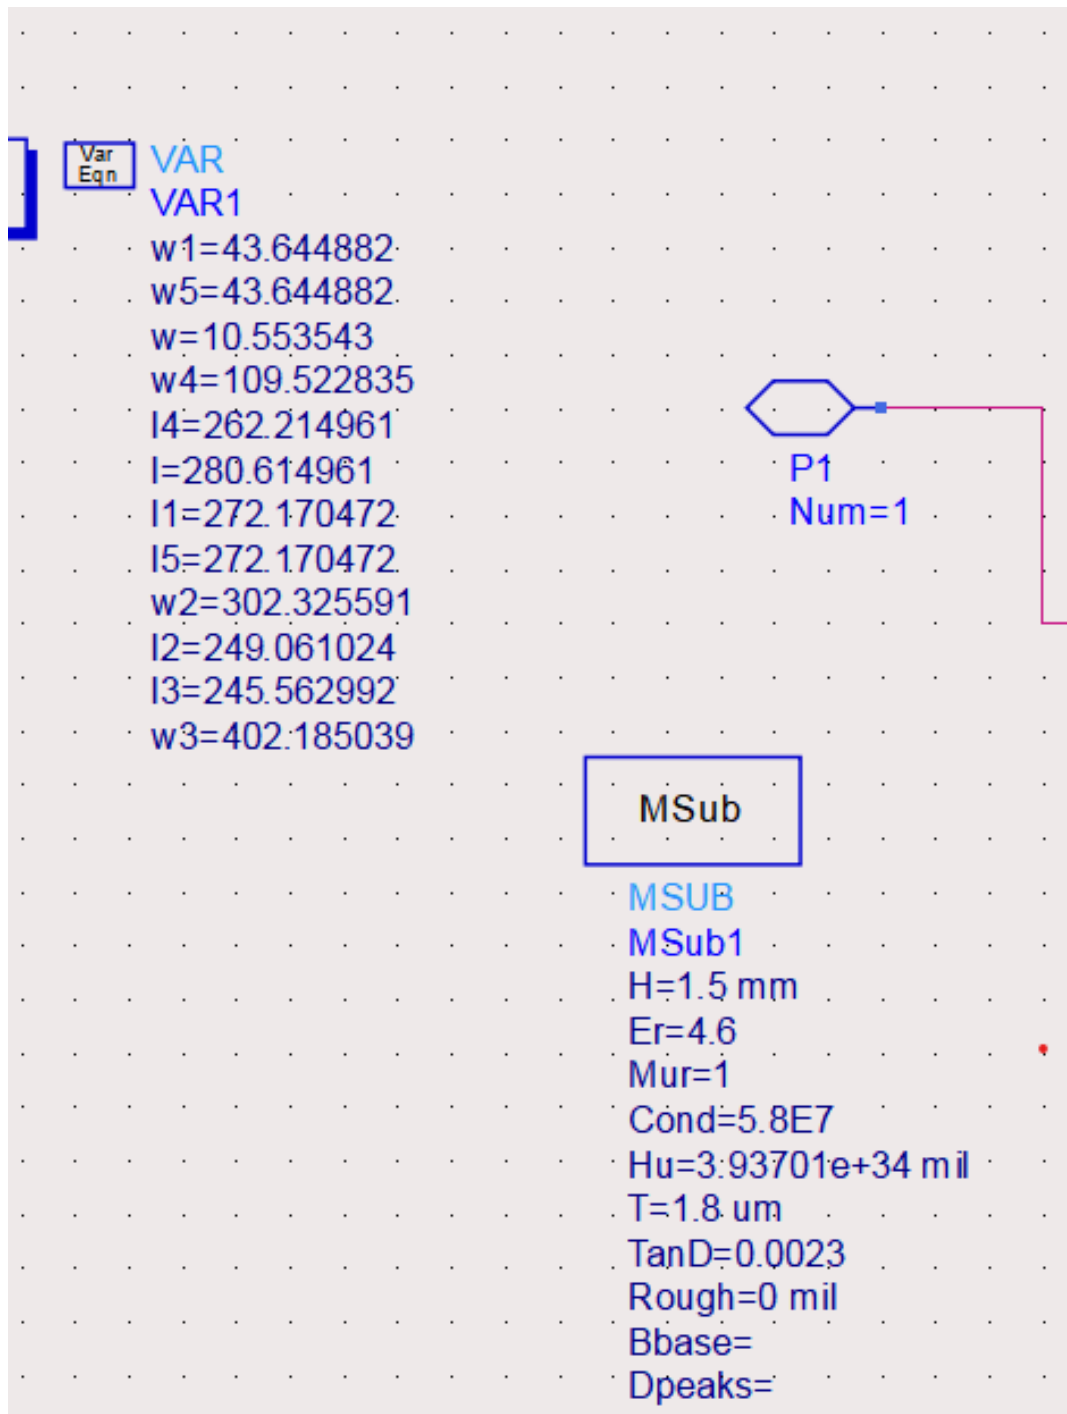 Var
Eqn
VAR
VAR1
w1=43.644882
w5=43.644882
w=10.553543
w4=109.522835
l4=262.214961
l=280.614961
l1=272.170472
l5=272.170472
w2=302.325591
l2=249.061024
l3=245.562992
w3=402.185039
P1
Num=1
MSub
MSUB
MSub1
H=1.5 mm
Er=4.6
Mur=1
Cond=5.8E7
Hu=3.93701e+34 mil
T=1.8 um
TanD=0.0023
Rough=0 mil
Bbase=
Dpeaks=